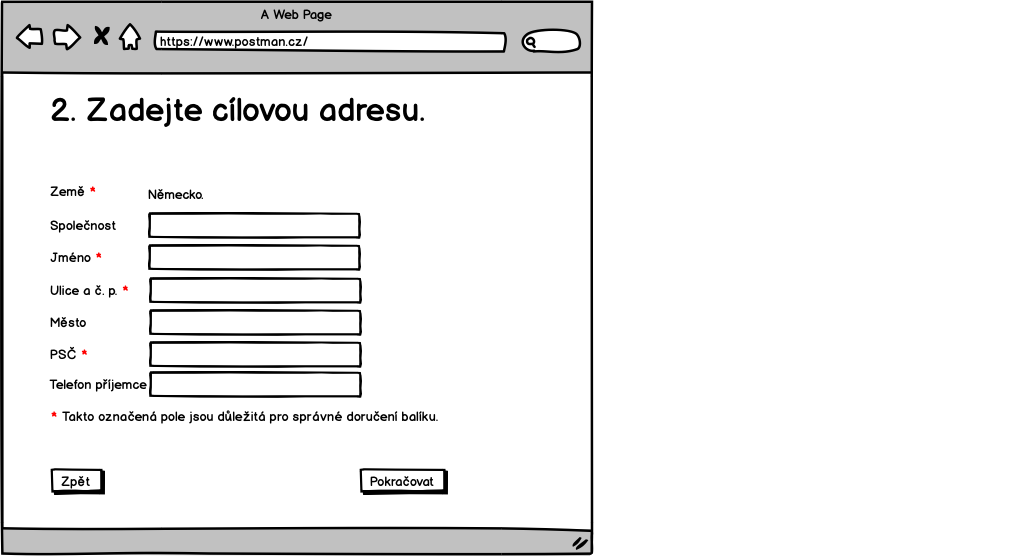 A Web Page
https://www.postman.cz/
2. Zadejte cílovou adresu.
Země * Německo.
Společnost
Jméno *
Ulice a č. p. *
Město
PSČ *
Telefon příjemce
* Takto označená pole jsou důležitá pro správné doručení balíku.
Zpět Pokračovat